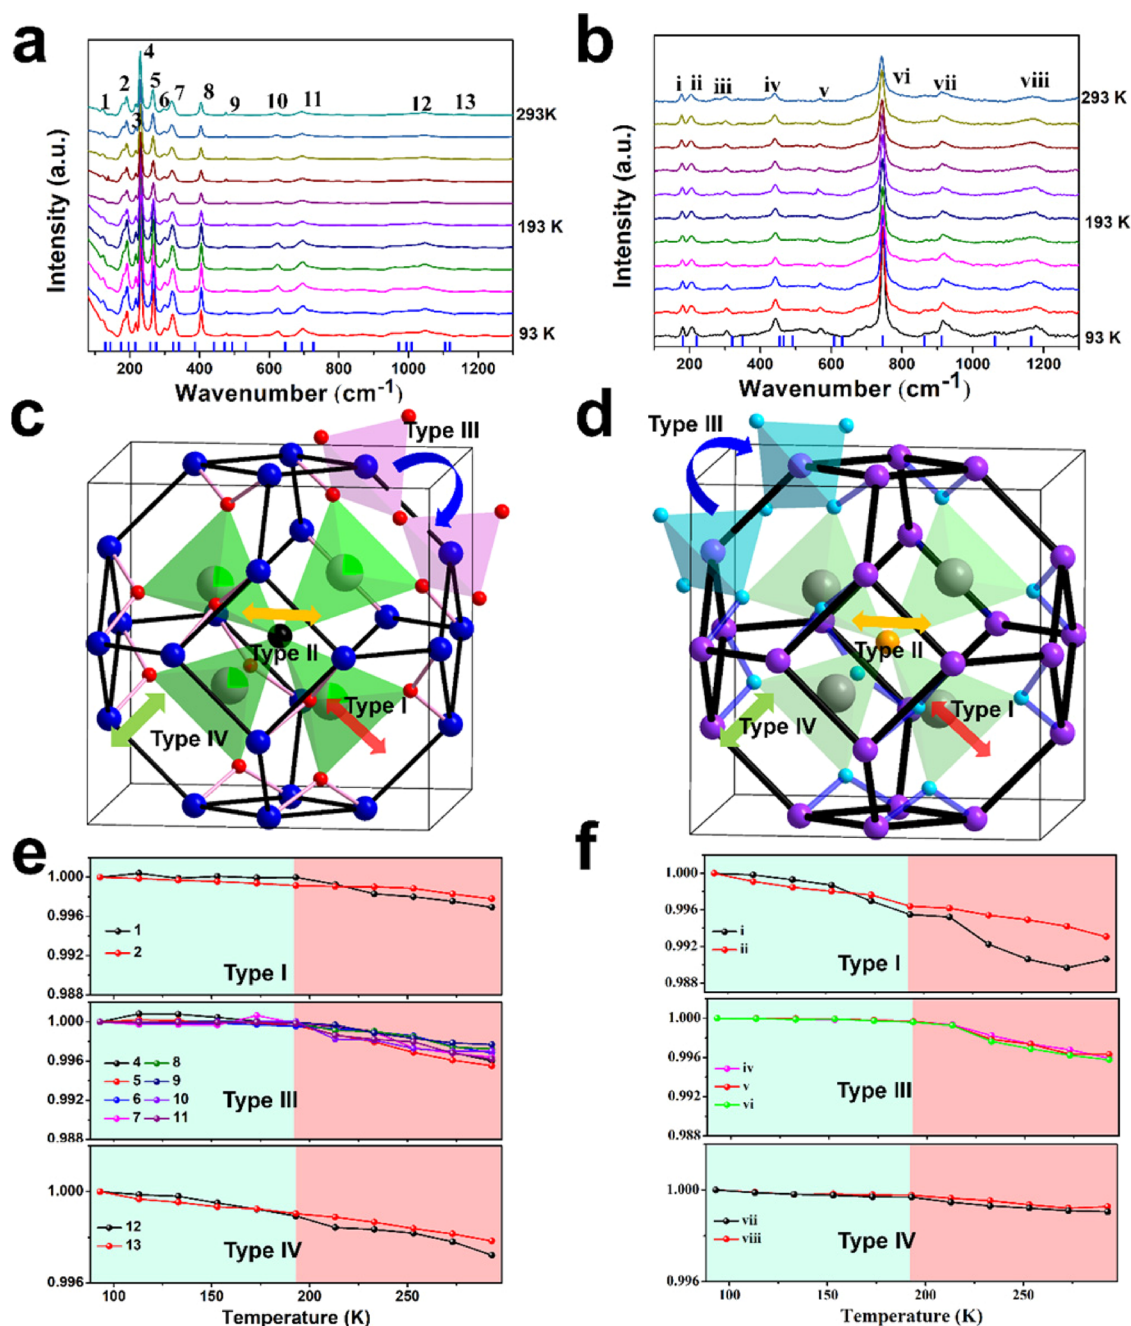 a
4
1 2 5 6 7 8 9 10 11 12 13
3
293K
193 K
93 K
Intensity (a.u.)
200 400 600 800 1000 1200
Wavenumber (cm-1)
b
i ii iii iv v vi vii viii
293 K
193 K
93 K
Intensity (a.u.)
200 400 600 800 1000 1200
Wavenumber (cm-1)
c
Type III
Type II
Type I
Type IV
d
Type III
Type II
Type I
Type IV
e
1.000
0.996
0.992
0.988
1
2
Type I
1.000
0.996
0.992
0.988
4 8
5 9
6 10
7 11
Type III
1.000
0.996
12
13
Type IV
100 150 200 250
Temperature (K)
f
1.000
0.996
0.992
0.988
i
ii
Type I
1.000
0.996
0.992
0.988
iv
v
vi
Type III
1.000
0.996
vii
viii
Type IV
100 150 200 250
Temperature (K)